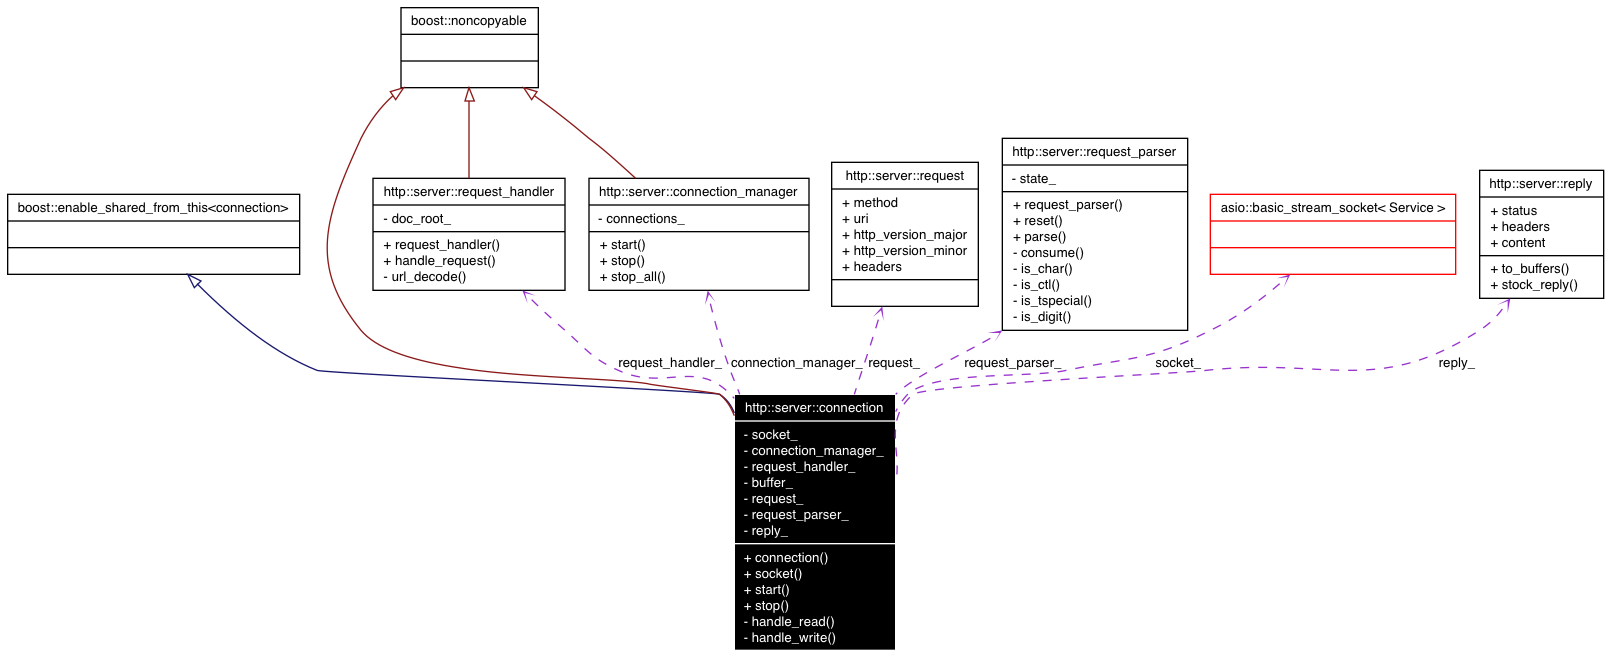 boost::noncopyable
boost::enable_shared_from_this<connection>
http::server::request_handler
- doc_root_
+ request_handler()
+ handle_request()
- url_decode()
http::server::connection_manager
- connections_
+ start()
+ stop()
+ stop_all()
http::server::request
+ method
+ uri
+ http_version_major
+ http_version_minor
+ headers
http::server::request_parser
- state_
+ request_parser()
+ reset()
+ parse()
- consume()
- is_char()
- is_ctl()
- is_tspecial()
- is_digit()
asio::basic_stream_socket< Service >
http::server::reply
+ status
+ headers
+ content
+ to_buffers()
+ stock_reply()
request_handler_
connection_manager_
request_
request_parser_
socket_
reply_
http::server::connection
- socket_
- connection_manager_
- request_handler_
- buffer_
- request_
- request_parser_
- reply_
+ connection()
+ socket()
+ start()
+ stop()
- handle_read()
- handle_write()